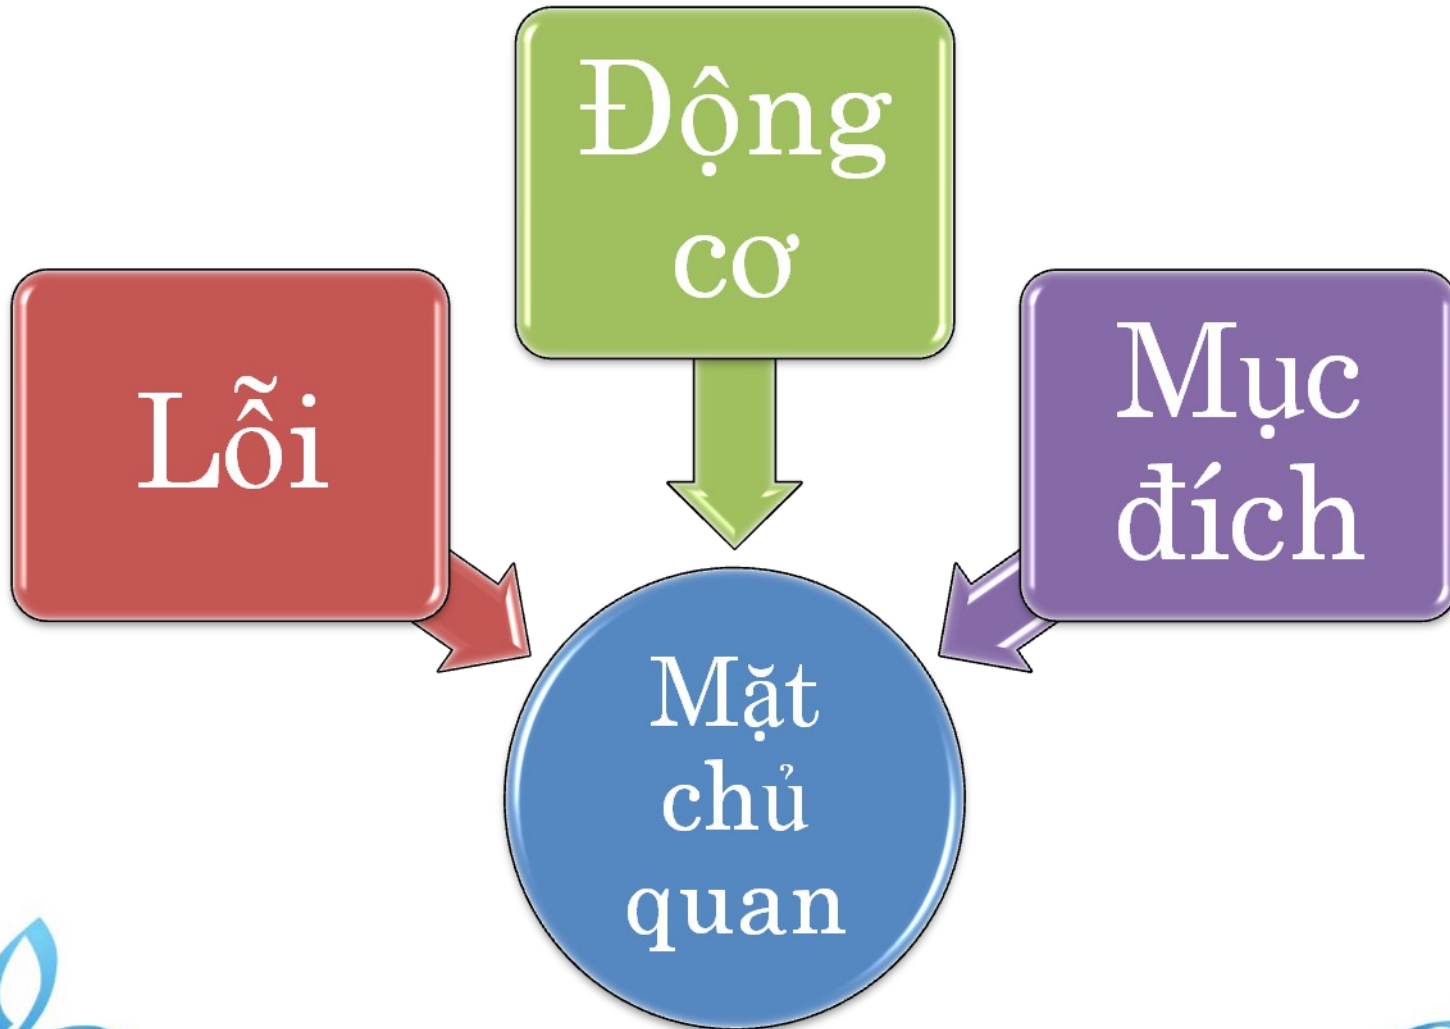 Động
cơ
Lỗi
Mục
đích
Mặt
chủ
quan